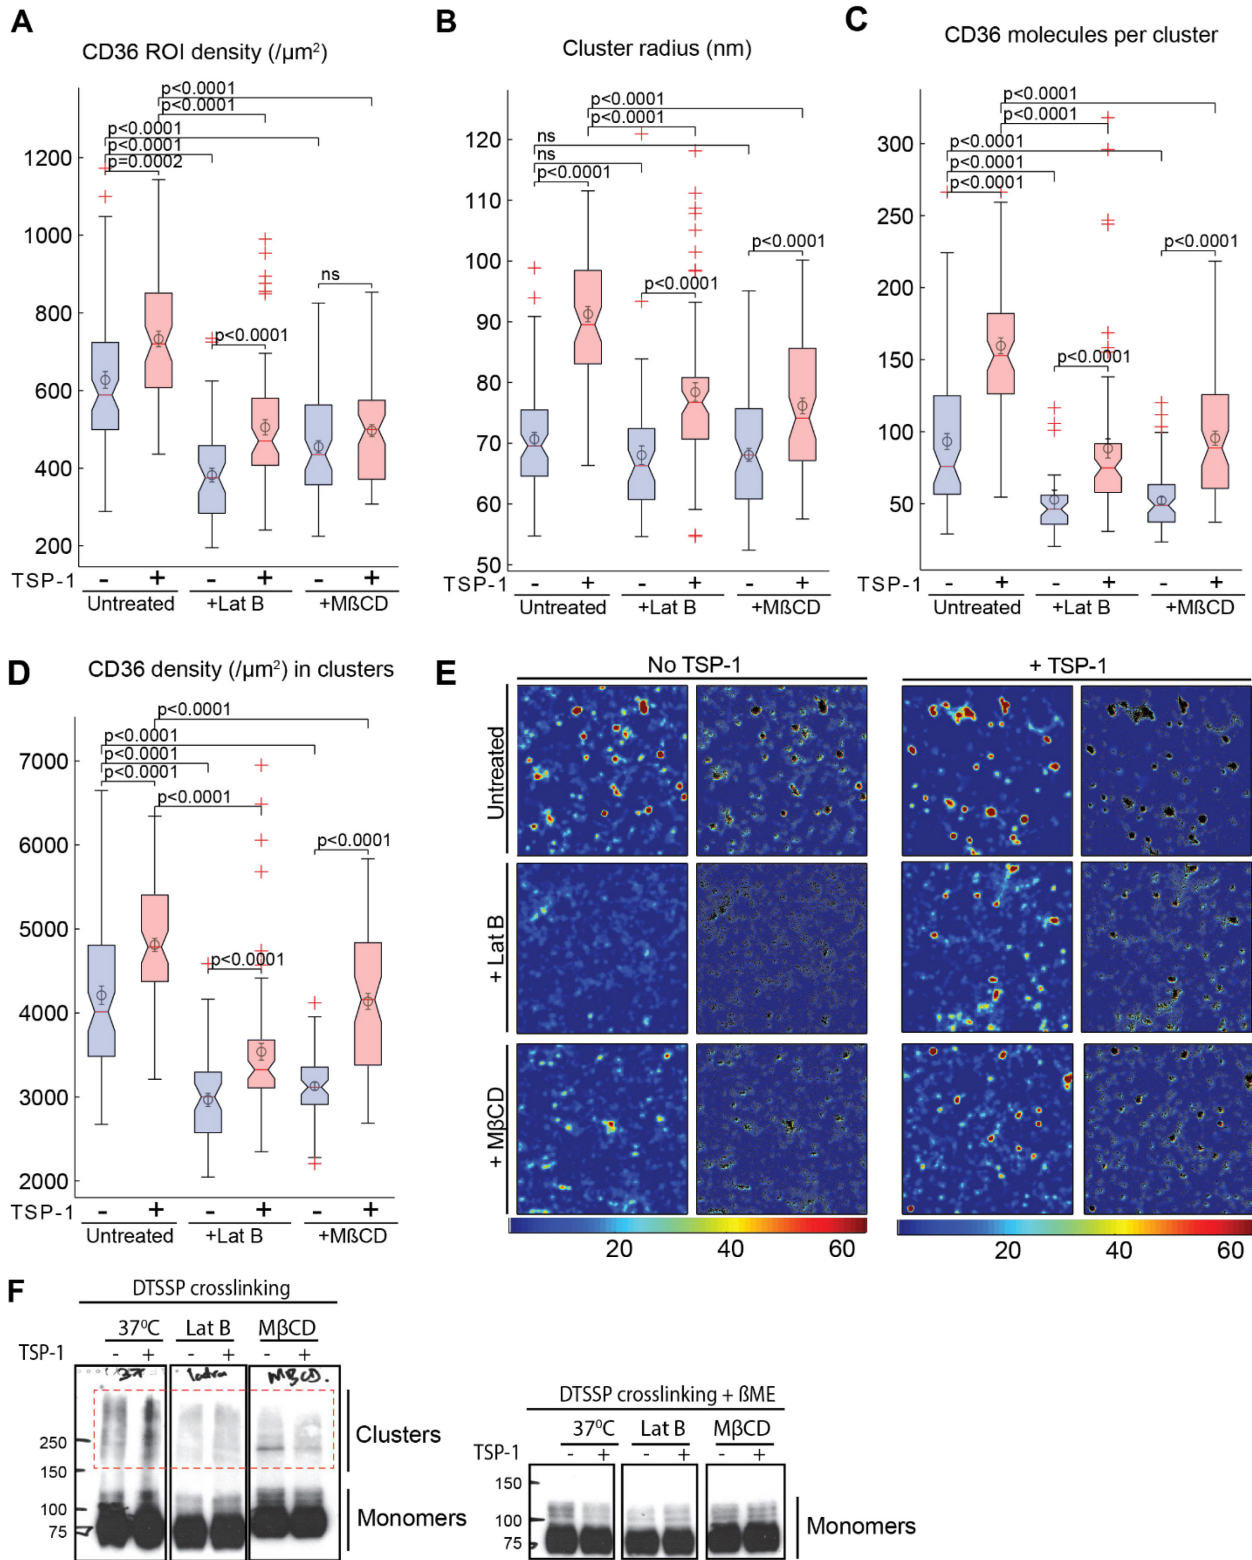 A
CD36 ROI density (/µm²)
p<0.0001
p<0.0001
p<0.0001
p<0.0001
p=0.0002
1200
1000
800
600
400
200
ns
p<0.0001
TSP-1 - + - + - +
Untreated +Lat B +MßCD
B
Cluster radius (nm)
p<0.0001
p<0.0001
ns
ns
p<0.0001
120
110
100
90
80
70
60
50
p<0.0001
p<0.0001
TSP-1 - + - + - +
Untreated +Lat B +MßCD
C
CD36 molecules per cluster
p<0.0001
p<0.0001
p<0.0001
p<0.0001
p<0.0001
300
250
200
150
100
50
p<0.0001
p<0.0001
TSP-1 - + - + - +
Untreated +Lat B +MßCD
D
CD36 density (/µm²) in clusters
p<0.0001
p<0.0001
p<0.0001
p<0.0001
p<0.0001
p<0.0001
p<0.0001
7000
6000
5000
4000
3000
2000
TSP-1 - + - + - +
Untreated +Lat B +MßCD
E
No TSP-1 + TSP-1
Untreated
+ Lat B
+ MβCD
20 40 60
20 40 60
F
DTSSP crosslinking
37⁰C Lat B MβCD
TSP-1 - + - + - +
37 latra MBCD.
250
150
100
75
Clusters
Monomers
DTSSP crosslinking + ßME
37⁰C Lat B MβCD
TSP-1 - + - + - +
150
100
75
Monomers